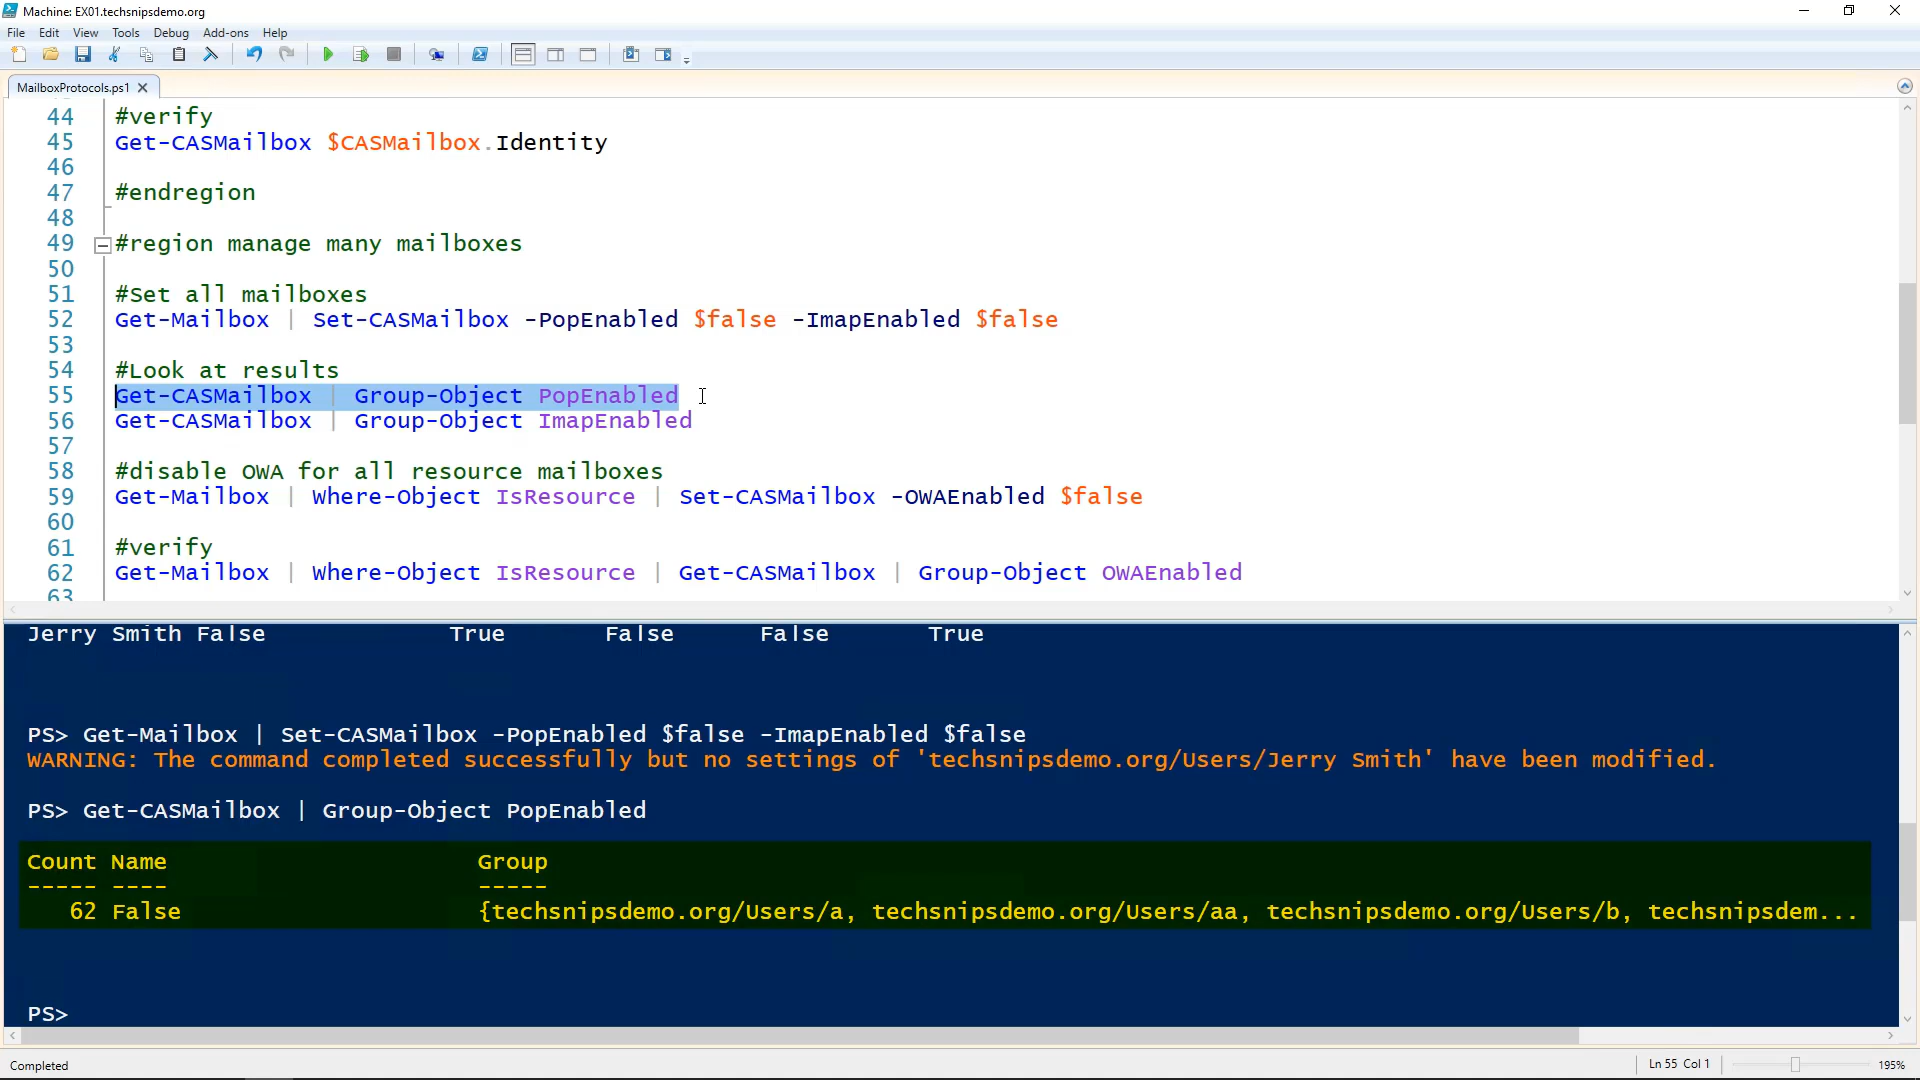 Machine: EX01.techsnipsdemo.org
File Edit View Tools Debug Add-ons Help
MailboxProtocols.ps1
44 #verify
45 Get-CASMailbox $CASMailbox.Identity
46
47 #endregion
48
49 #region manage many mailboxes
50
51 #Set all mailboxes
52 Get-Mailbox | Set-CASMailbox -PopEnabled $false -ImapEnabled $false
53
54 #Look at results
55 Get-CASMailbox | Group-Object PopEnabled
56 Get-CASMailbox | Group-Object ImapEnabled
57
58 #disable OWA for all resource mailboxes
59 Get-Mailbox | Where-Object IsResource | Set-CASMailbox -OWAEnabled $false
60
61 #verify
62 Get-Mailbox | Where-Object IsResource | Get-CASMailbox | Group-Object OWAEnabled
63
Jerry Smith False True False False True
PS> Get-Mailbox | Set-CASMailbox -PopEnabled $false -ImapEnabled $false
WARNING: The command completed successfully but no settings of 'techsnipsdemo.org/Users/Jerry Smith' have been modified.
PS> Get-CASMailbox | Group-Object PopEnabled
Count Name Group
----- ---- -----
62 False {techsnipsdemo.org/Users/a, techsnipsdemo.org/Users/aa, techsnipsdemo.org/Users/b, techsnipsdem...
PS>
Completed Ln 55 Col 1 195%